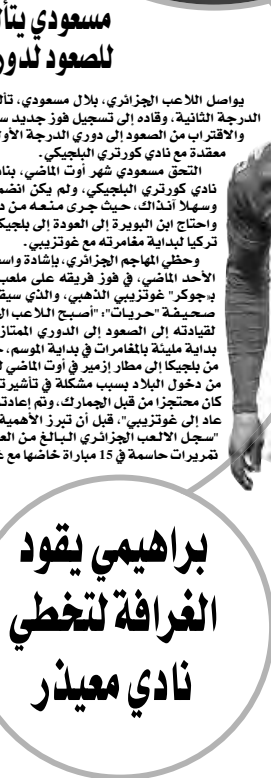 مسعودي يتأ
للصعود لدور
يواصل اللاعب الجزائري، بلال مسعودي، تأل
الدرجة الثانية، وقاده إلى تسجيل فوز جديد س
والاقتراب من الصعود إلى دوري الدرجة الأو
معقدة مع نادي كورتري البلجيكي.
التحق مسعودي شهر أوت الماضي، بنا
نادي كورتري البلجيكي، ولم يكن انضم
وسهلا آنذاك، حيث جرى منعه من د
واحتاج ابن البويرة إلى العودة إلى بلجيك
تركيا لبداية مغامرته مع غوتزيبي.
وحظي المهاجم الجزائري، بإشادة واس
الأحد الماضي، في فوز فريقه على ملعب
بـ"جوكر" غوتزيبي الذهبي، والذي سيق
صحيفة "حريات": "أصبح اللاعب ال
لقيادته إلى الصعود إلى الدوري الممتاز
بداية مليئة بالمغامرات في بداية الموسم، ح
من بلجيكا إلى مطار إزمير في أوت الماضي ل
من دخول البلاد بسبب مشكلة في تأشيرت
كان محتجزا من قبل الجمارك، وتم إعادت
عاد إلى غوتزيبي"، قبل أن تبرز الأهمية
"سجل الالعب الجزائري البالغ من الع
تمريرات حاسمة في 15 مباراة خاضها مع غ
براهيمي يقود
الغرافة لتخطي
نادي معيذر